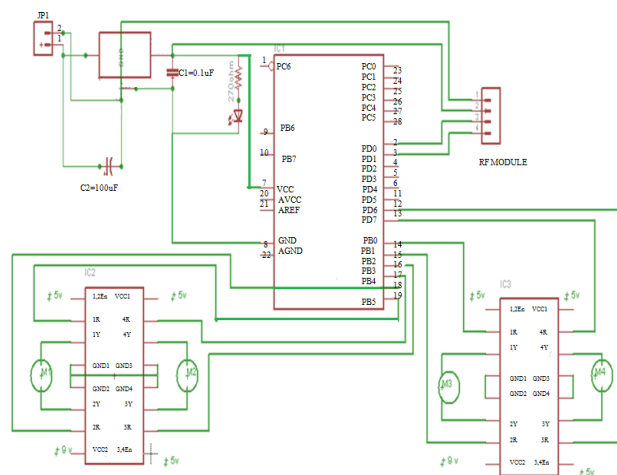 JP1
2
1
GND
C1=0.1uF
270ohm
C2=100uF
IC1
1 PC6
9 PB6
10 PB7
7 VCC
20 AVCC
21 AREF
8 GND
22 AGND
PC0 23
PC1 24
PC2 25
PC3 26
PC4 27
PC5 28
PD0 2
PD1 3
PD2 4
PD3 5
PD4 6
PD5 11
PD6 12
PD7 13
PB0 14
PB1 15
PB2 16
PB3 17
PB4 18
PB5 19
1
2
3
4
RF MODULE
IC2
+5v
1,2En VCC1
+5v
1R 4R
1Y 4Y
M1
M2
GND1 GND3
GND2 GND4
2Y 3Y
2R 3R
+9v
VCC2 3,4En
+5v
IC3
+5v
1,2En VCC1
+5v
1R 4R
1Y 4Y
M3
M4
GND1 GND3
GND2 GND4
2Y 3Y
2R 3R
+9v
VCC2 3,4En
+5v